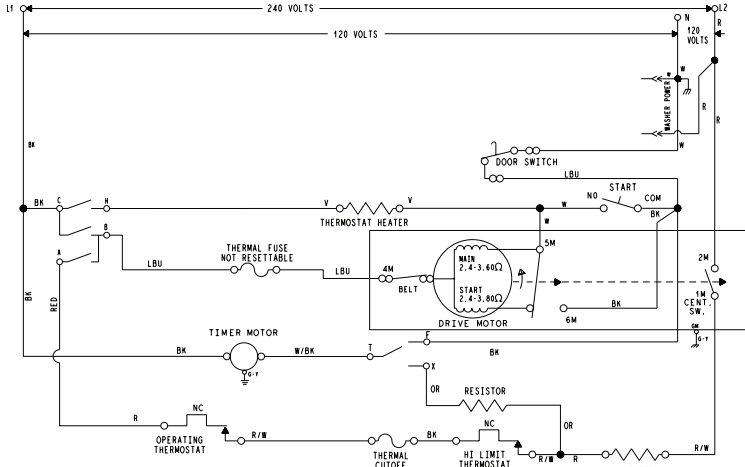 L1 240 VOLTS L2
N R
120 VOLTS 120 VOLTS
W W
WASHER POWER
R R
BK W
DOOR SWITCH
LBU
START
BK C H V V W NO COM
THERMOSTAT HEATER BK
W
A B
THERMAL FUSE
NOT RESETTABLE
LBU LBU 4M
BELT
MAIN
2.4-3.60Ω
START
2.4-3.80Ω
DRIVE MOTOR
5M
6M
BK
2M
1M
CENT.
SW.
GM
G-Y
BK RED
TIMER MOTOR
BK W/BK T F BK
G-Y
X
OR RESISTOR OR
R NC
OPERATING
THERMOSTAT
R/W
THERMAL
CUTOFF
BK NC
HI LIMIT
THERMOSTAT
R/W R R/W